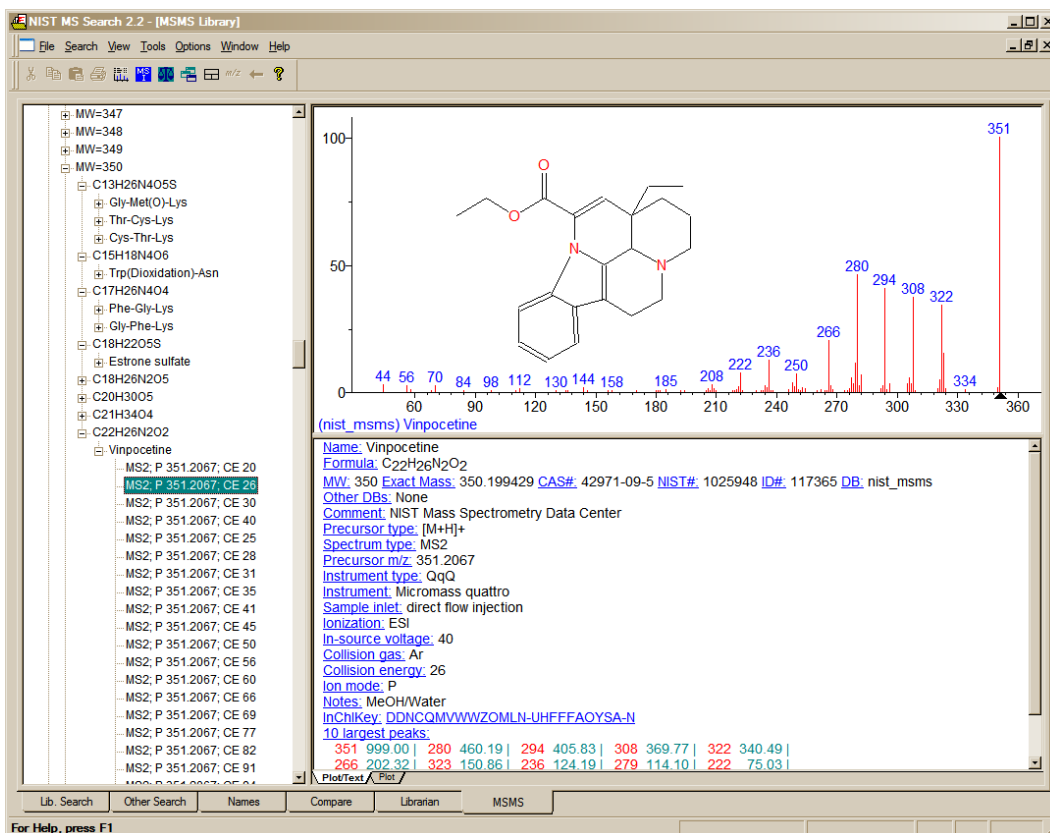 NIST MS Search 2.2 - [MSMS Library]
File Search View Tools Options Window Help
MS
I
m/z
?
MW=347
MW=348
MW=349
MW=350
C13H26N4O5S
Gly-Met(O)-Lys
Thr-Cys-Lys
Cys-Thr-Lys
C15H18N4O6
Trp(Dioxidation)-Asn
C17H26N4O4
Phe-Gly-Lys
Gly-Phe-Lys
C18H22O5S
Estrone sulfate
C18H26N2O5
C20H30O5
C21H34O4
C22H26N2O2
Vinpocetine
MS2; P 351.2067; CE 20
MS2; P 351.2067; CE 26
MS2; P 351.2067; CE 30
MS2; P 351.2067; CE 40
MS2; P 351.2067; CE 25
MS2; P 351.2067; CE 28
MS2; P 351.2067; CE 31
MS2; P 351.2067; CE 35
MS2; P 351.2067; CE 41
MS2; P 351.2067; CE 45
MS2; P 351.2067; CE 50
MS2; P 351.2067; CE 56
MS2; P 351.2067; CE 60
MS2; P 351.2067; CE 66
MS2; P 351.2067; CE 69
MS2; P 351.2067; CE 77
MS2; P 351.2067; CE 82
MS2; P 351.2067; CE 91
100
50
0
O
O
N
N
351
280
294
308
322
266
236
250
222
208
44 56 70 84 98 112 130 144 158 185 334
60 90 120 150 180 210 240 270 300 330 360
(nist_msms) Vinpocetine
Name: Vinpocetine
Formula: C22H26N2O2
MW: 350 Exact Mass: 350.199429 CAS#: 42971-09-5 NIST#: 1025948 ID#: 117365 DB: nist_msms
Other DBs: None
Comment: NIST Mass Spectrometry Data Center
Precursor type: [M+H]+
Spectrum type: MS2
Precursor m/z: 351.2067
Instrument type: QqQ
Instrument: Micromass quattro
Sample inlet: direct flow injection
Ionization: ESI
In-source voltage: 40
Collision gas: Ar
Collision energy: 26
Ion mode: P
Notes: MeOH/Water
InChIKey: DDNCQMVWWZOMLN-UHFFFAOYSA-N
10 largest peaks:
351 999.00 | 280 460.19 | 294 405.83 | 308 369.77 | 322 340.49 |
266 202.32 | 323 150.86 | 236 124.19 | 279 114.10 | 222 75.03 |
Plot/Text Plot
Lib. Search Other Search Names Compare Librarian MSMS
For Help, press F1